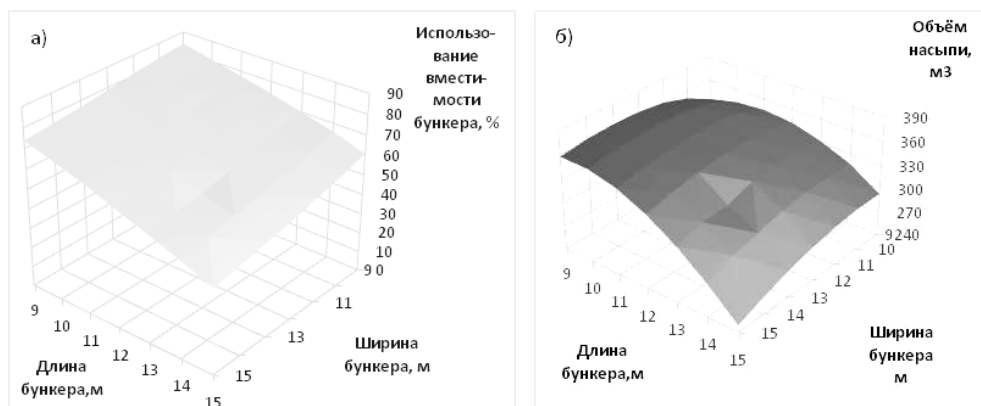 а)
Использо-
вание
вмести-
мости
бункера, %
90
80
70
60
50
40
30
20
10
9 0
11
13
15
9
10
11
12
13
14
15
Длина
бункера,м
Ширина
бункера, м
б)
Объём
насыпи,
м3
390
360
330
300
270
9 240
10
11
12
13
14
15
9
10
11
12
13
14
15
Длина
бункера,м
Ширина
бункера
м